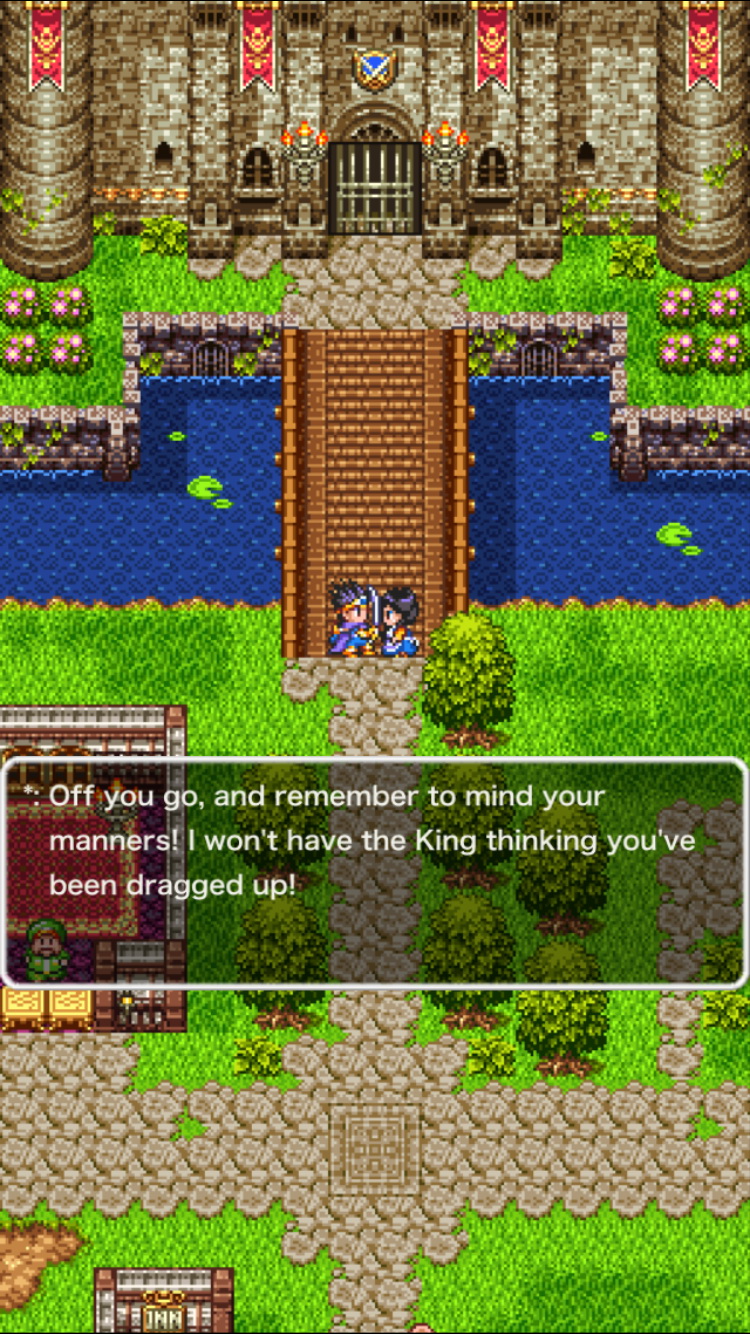 *: Off you go, and remember to mind your
manners! I won't have the King thinking you've
been dragged up!
INN